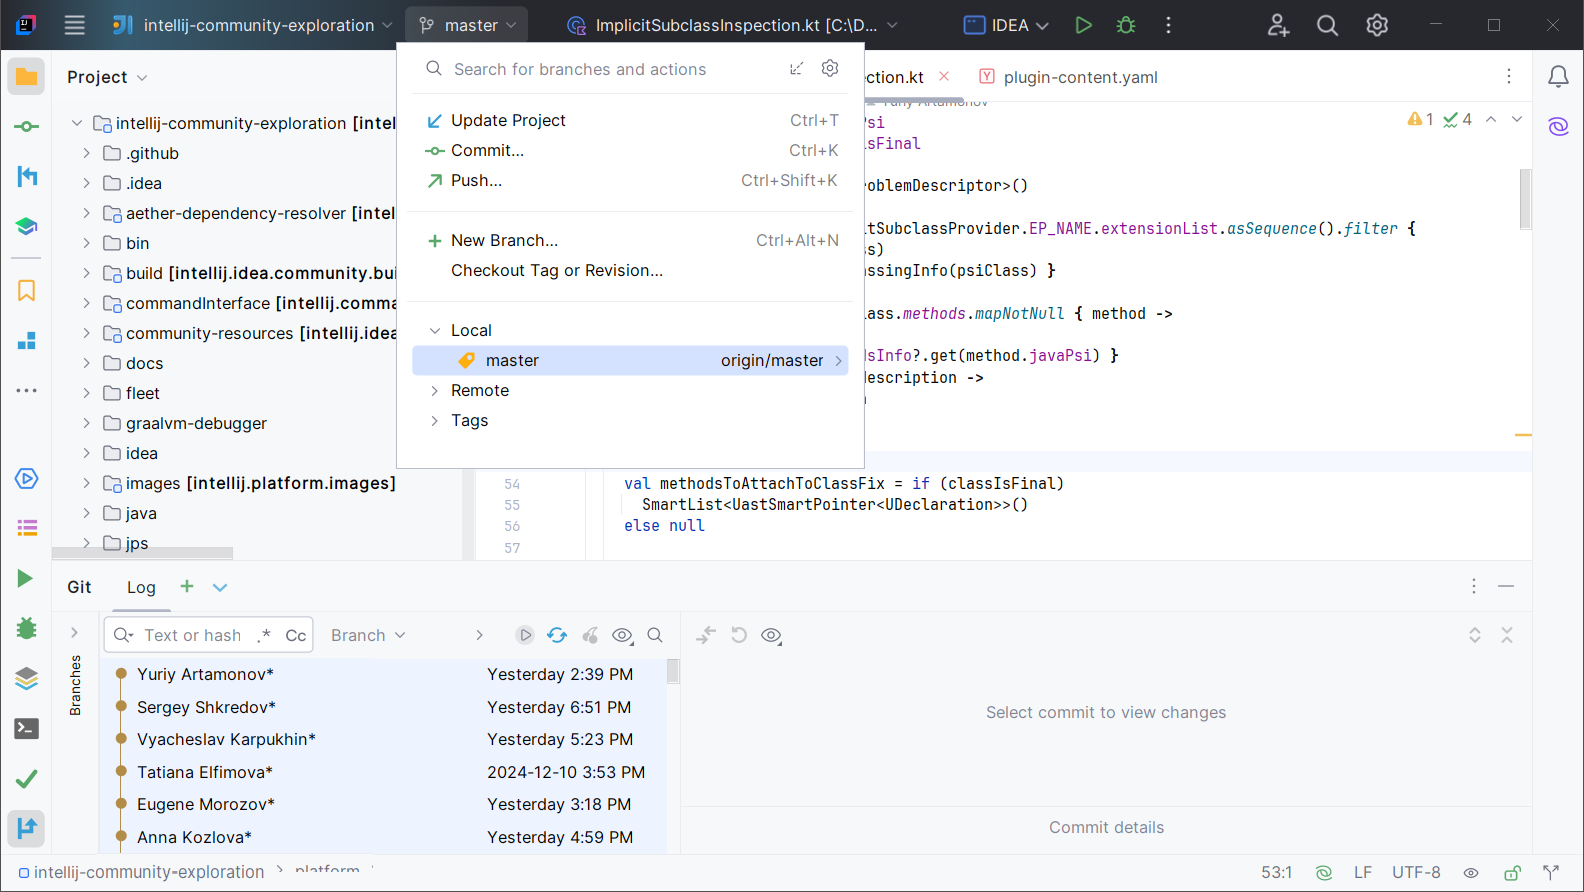 intellij-community-exploration
master
ImplicitSubclassInspection.kt [C:\D...
IDEA
Project
intellij-community-exploration [intel
.github
.idea
aether-dependency-resolver [intel
bin
build [intellij.idea.community.bui
commandInterface [intellij.comma
community-resources [intellij.idea
docs
fleet
graalvm-debugger
idea
images [intellij.platform.images]
java
jps
Search for branches and actions
Update Project Ctrl+T
Commit... Ctrl+K
Push... Ctrl+Shift+K
New Branch... Ctrl+Alt+N
Checkout Tag or Revision...
Local
master origin/master
Remote
Tags
ction.kt
plugin-content.yaml
Yuriy Artamonov
1 4
Psi
sFinal
oblemDescriptor>()
tSubclassProvider.EP_NAME.extensionList.asSequence().filter {
s)
assingInfo(psiClass) }
ass.methods.mapNotNull { method ->
dsInfo?.get(method.javaPsi) }
escription ->
54 val methodsToAttachToClassFix = if (classIsFinal)
55 SmartList<UastSmartPointer<UDeclaration>>()
56 else null
57
Git Log
Branches
Text or hash .* Cc Branch
Yuriy Artamonov* Yesterday 2:39 PM
Sergey Shkredov* Yesterday 6:51 PM
Vyacheslav Karpukhin* Yesterday 5:23 PM
Tatiana Elfimova* 2024-12-10 3:53 PM
Eugene Morozov* Yesterday 3:18 PM
Anna Kozlova* Yesterday 4:59 PM
Select commit to view changes
Commit details
intellij-community-exploration > platform
53:1 LF UTF-8